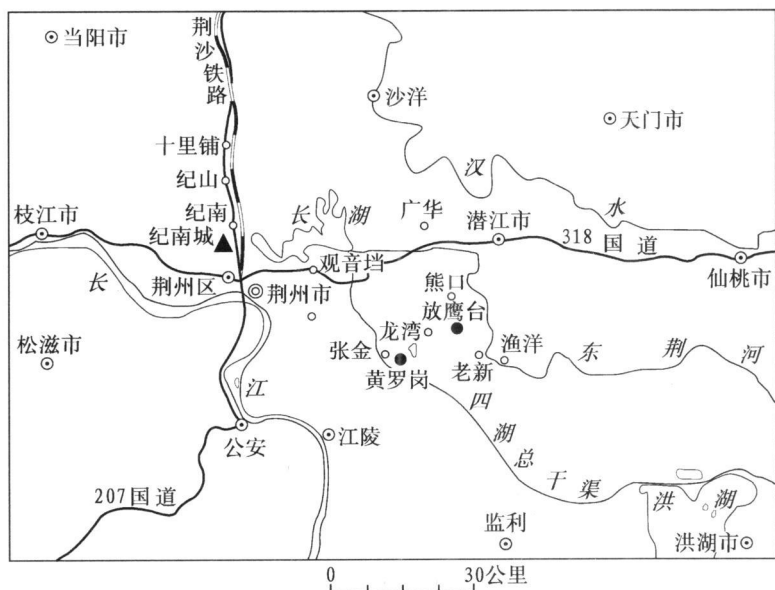 当阳市
荆沙铁路
沙洋
天门市
十里铺
汉水
纪山
枝江市
纪南
长湖
广华
潜江市
纪南城
318国道
观音垱
仙桃市
荆州区
长江
荆州市
熊口
放鹰台
龙湾
松滋市
张金
渔洋
东荆河
黄罗岗
老新
四湖总干渠
公安
江陵
207国道
洪湖
监利
洪湖市
0 30公里